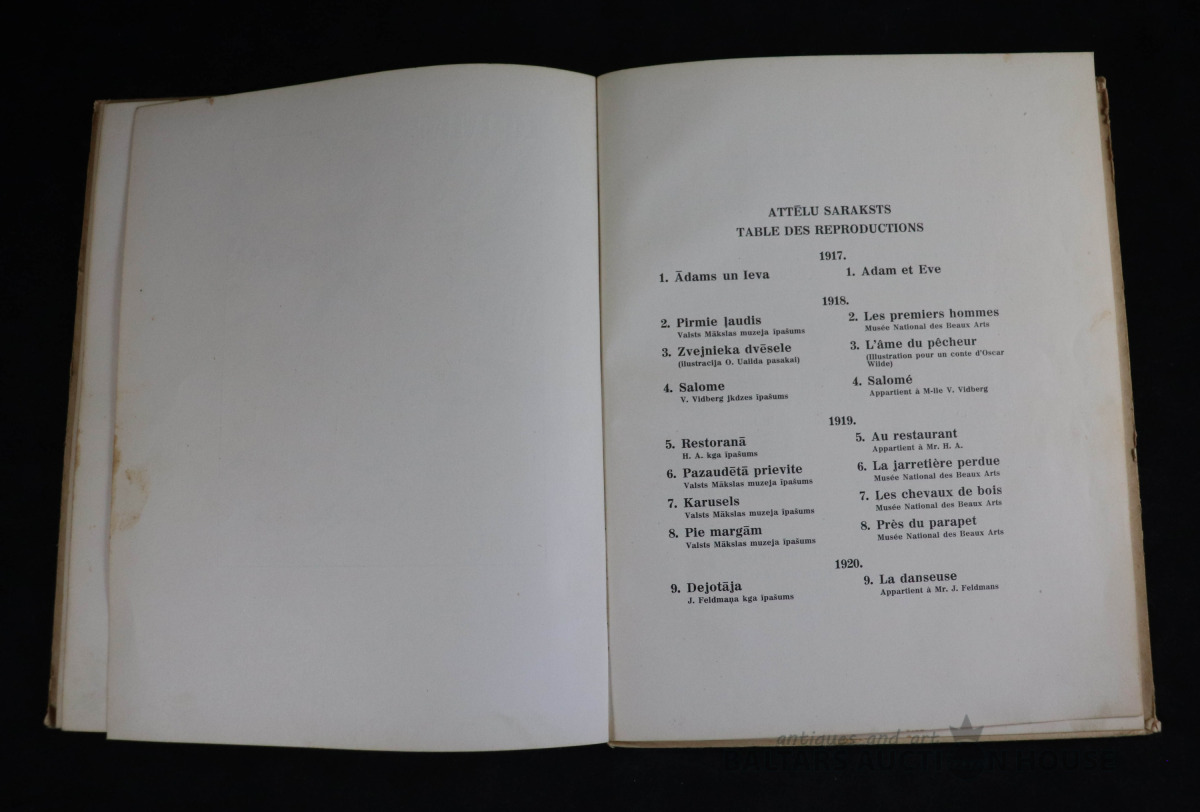 ATTĒLU SARAKSTS
TABLE DES REPRODUCTIONS
1917.
1. Ādams un Ieva
1. Adam et Eve
1918.
2. Pirmie ļaudis
Valsts Mākslas muzeja īpašums
2. Les premiers hommes
Musée National des Beaux Arts
3. Zvejnieka dvēsele
(ilustracija O. Uailda pasakai)
3. L'âme du pêcheur
(Illustration pour un conte d'Oscar
Wilde)
4. Salome
V. Vidberg jkdzes īpašums
4. Salomé
Appartient à M-lle V. Vidberg
1919.
5. Restoranā
H. A. kga īpašums
5. Au restaurant
Appartient à Mr. H. A.
6. Pazaudētā prievite
Valsts Mākslas muzeja īpašums
6. La jarretière perdue
Musée National des Beaux Arts
7. Karusels
Valsts Mākslas muzeja īpašums
7. Les chevaux de bois
Musée National des Beaux Arts
8. Pie margām
Valsts Mākslas muzeja īpašums
8. Près du parapet
Musée National des Beaux Arts
1920.
9. Dejotāja
J. Feldmaņa kga īpašums
9. La danseuse
Appartient à Mr. J. Feldmans
antiques and art
BALTARS AUCTION HOUSE